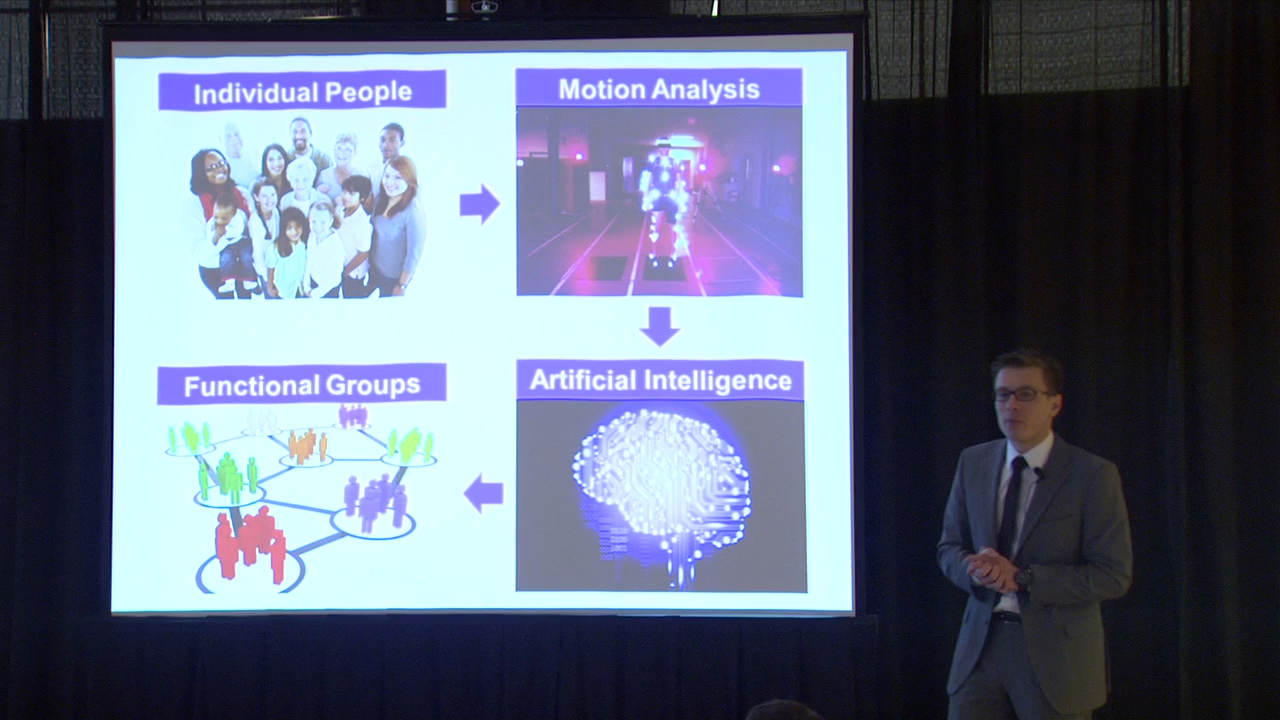 Individual People
Motion Analysis
Functional Groups
Artificial Intelligence